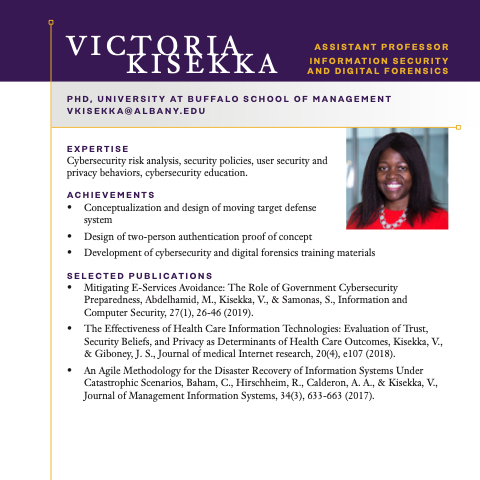 VICTORIA
KISEKKA
ASSISTANT PROFESSOR
INFORMATION SECURITY
AND DIGITAL FORENSICS
PHD, UNIVERSITY AT BUFFALO SCHOOL OF MANAGEMENT
VKISEKKA@ALBANY.EDU
EXPERTISE
Cybersecurity risk analysis, security policies, user security and
privacy behaviors, cybersecurity education.
ACHIEVEMENTS
• Conceptualization and design of moving target defense
system
• Design of two-person authentication proof of concept
• Development of cybersecurity and digital forensics training materials
SELECTED PUBLICATIONS
• Mitigating E-Services Avoidance: The Role of Government Cybersecurity
Preparedness, Abdelhamid, M., Kisekka, V., & Samonas, S., Information and
Computer Security, 27(1), 26-46 (2019).
• The Effectiveness of Health Care Information Technologies: Evaluation of Trust,
Security Beliefs, and Privacy as Determinants of Health Care Outcomes, Kisekka, V.,
& Giboney, J. S., Journal of medical Internet research, 20(4), e107 (2018).
• An Agile Methodology for the Disaster Recovery of Information Systems Under
Catastrophic Scenarios, Baham, C., Hirschheim, R., Calderon, A. A., & Kisekka, V.,
Journal of Management Information Systems, 34(3), 633-663 (2017).